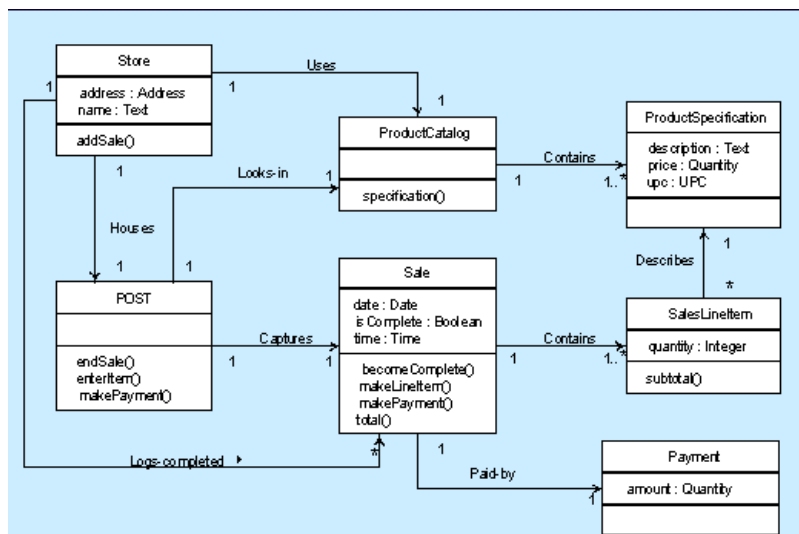 Store
address : Address
name : Text
addSale()
1
1
Uses
1
ProductCatalog
specification()
ProductSpecification
description : Text
price : Quantity
upc : UPC
Contains
1
1..*
1
Looks-in
1
Houses
1
1
POST
endSale()
enterItem()
makePayment()
Captures
1
1
Sale
date : Date
isComplete : Boolean
time : Time
becomeComplete()
makeLineItem()
makePayment()
total()
1
Describes
*
SalesLineItem
quantity : Integer
subtotal()
Contains
1
1..*
Logs-completed
*
1
Paid-by
1
Payment
amount : Quantity